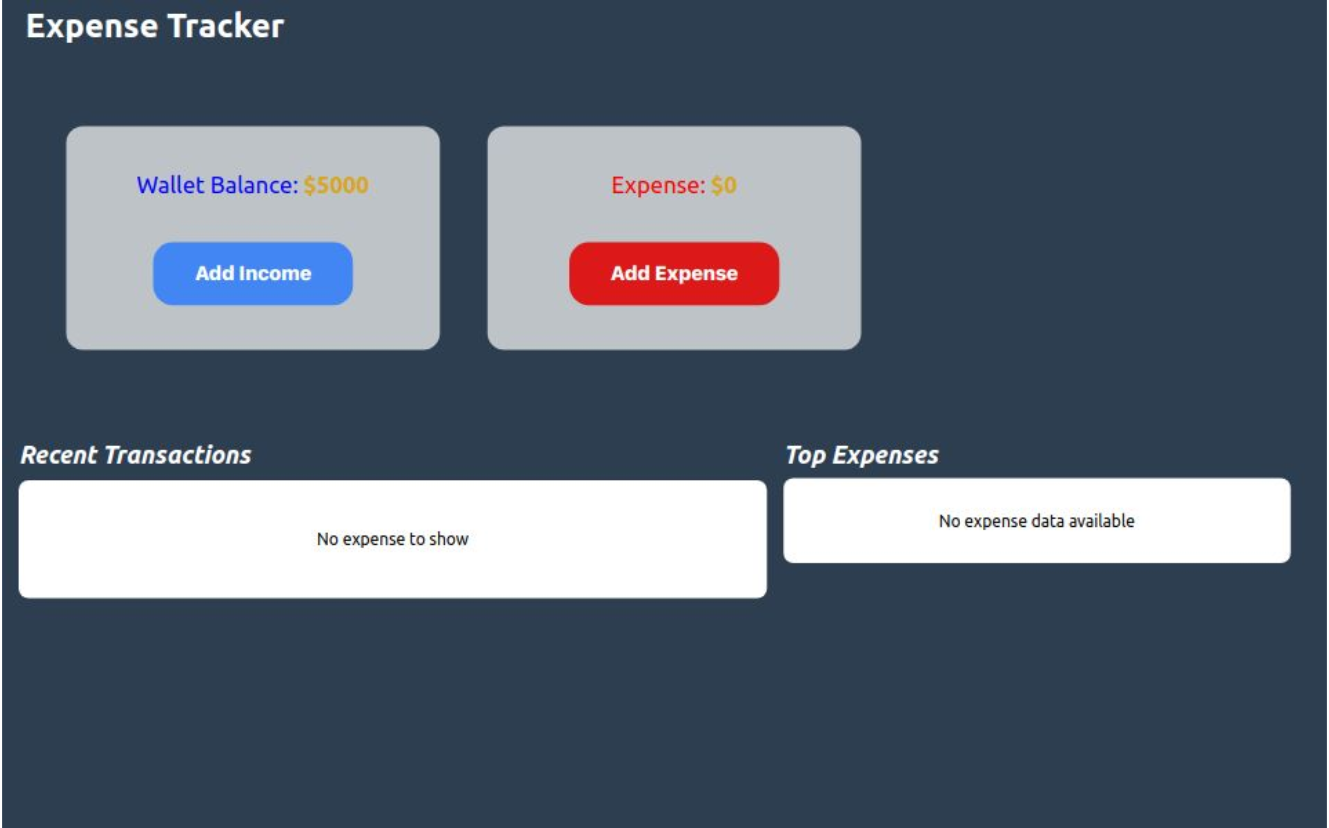 Expense Tracker
Wallet Balance: $5000
Expense: $0
Add Income
Add Expense
Recent Transactions
Top Expenses
No expense to show
No expense data available